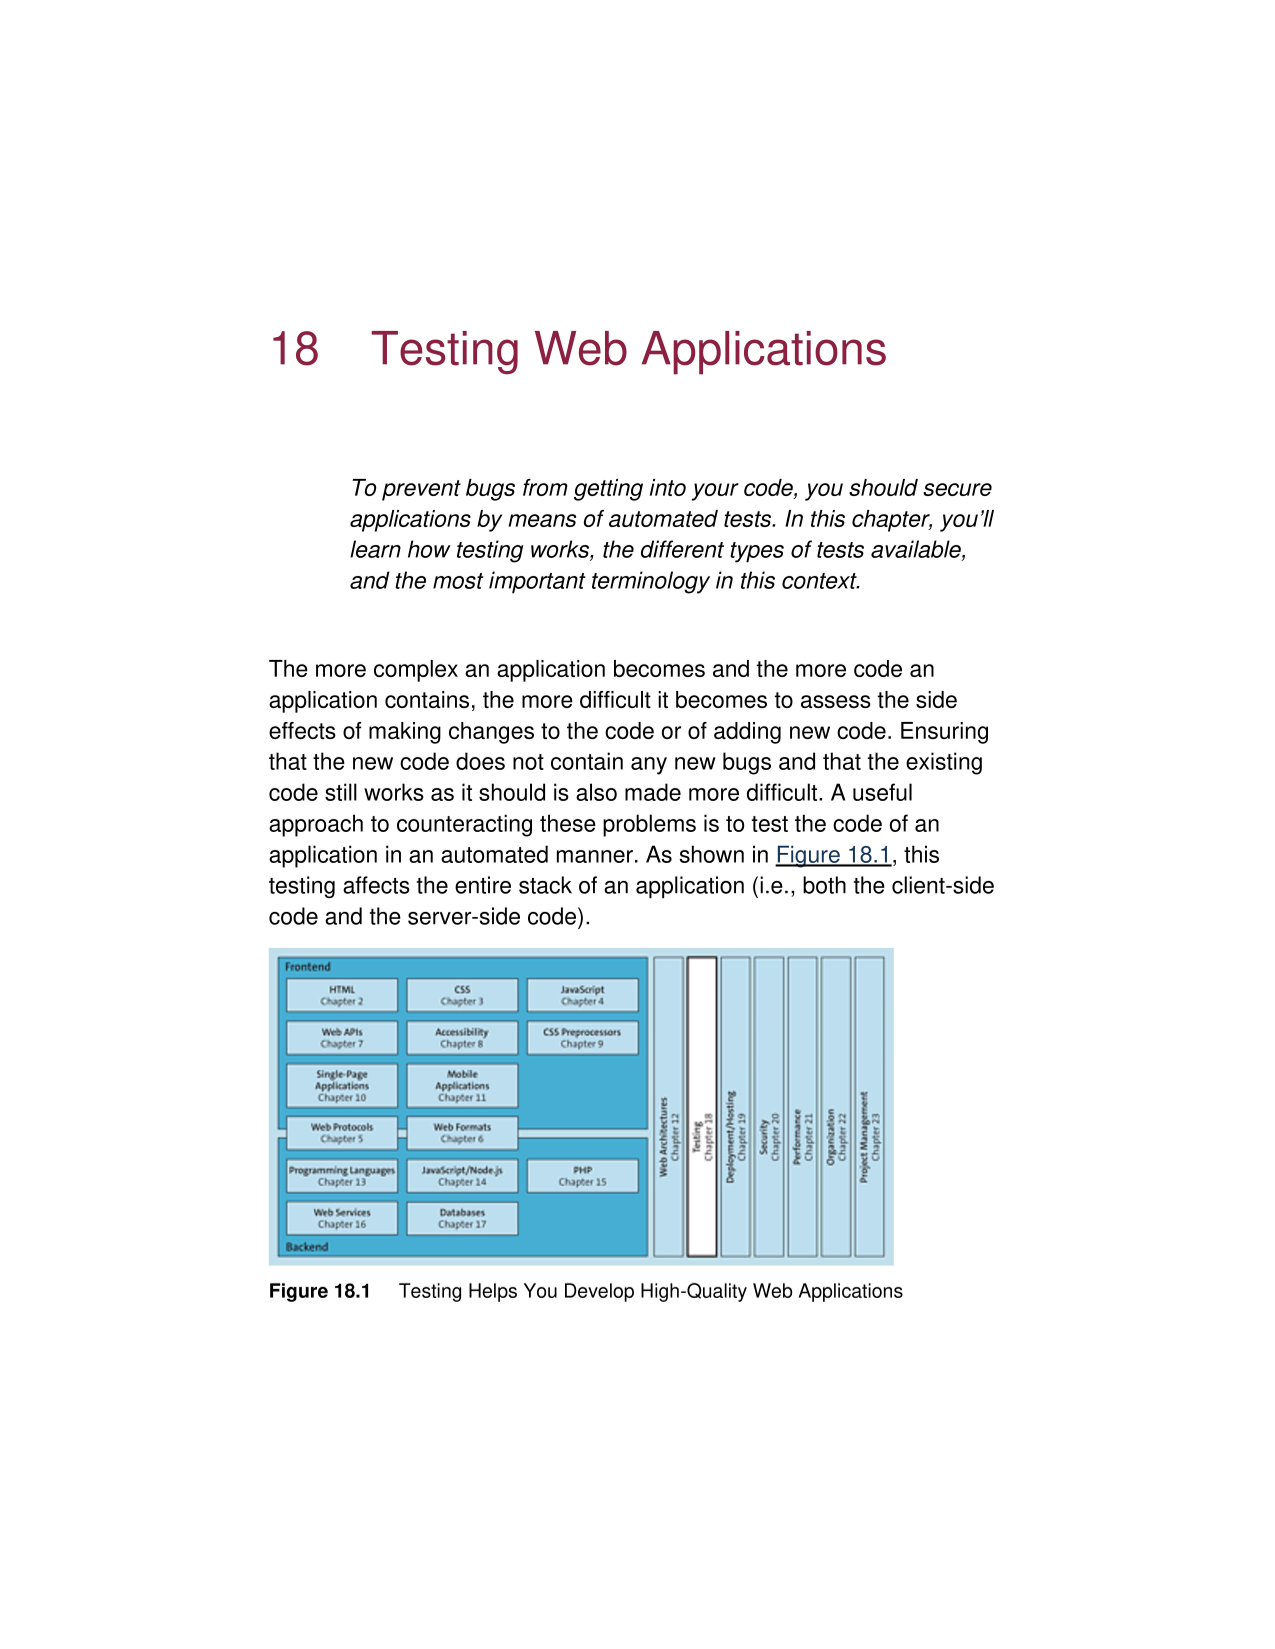 18 Testing Web Applications
To prevent bugs from getting into your code, you should secure
applications by means of automated tests. In this chapter, you’ll
learn how testing works, the different types of tests available,
and the most important terminology in this context.
The more complex an application becomes and the more code an
application contains, the more difficult it becomes to assess the side
effects of making changes to the code or of adding new code. Ensuring
that the new code does not contain any new bugs and that the existing
code still works as it should is also made more difficult. A useful
approach to counteracting these problems is to test the code of an
application in an automated manner. As shown in Figure 18.1, this
testing affects the entire stack of an application (i.e., both the client-side
code and the server-side code).
Frontend
HTML
Chapter 2
CSS
Chapter 3
JavaScript
Chapter 4
Web APIs
Chapter 7
Accessibility
Chapter 8
CSS Preprocessors
Chapter 9
Single-Page
Applications
Chapter 10
Mobile
Applications
Chapter 11
Web Protocols
Chapter 5
Web Formats
Chapter 6
Programming Languages
Chapter 13
JavaScript/Node.js
Chapter 14
PHP
Chapter 15
Web Services
Chapter 16
Databases
Chapter 17
Backend
Web Architectures
Chapter 12
Testing
Chapter 18
Deployment/Hosting
Chapter 19
Security
Chapter 20
Performance
Chapter 21
Organization
Chapter 22
Project Management
Chapter 23
Figure 18.1 Testing Helps You Develop High-Quality Web Applications